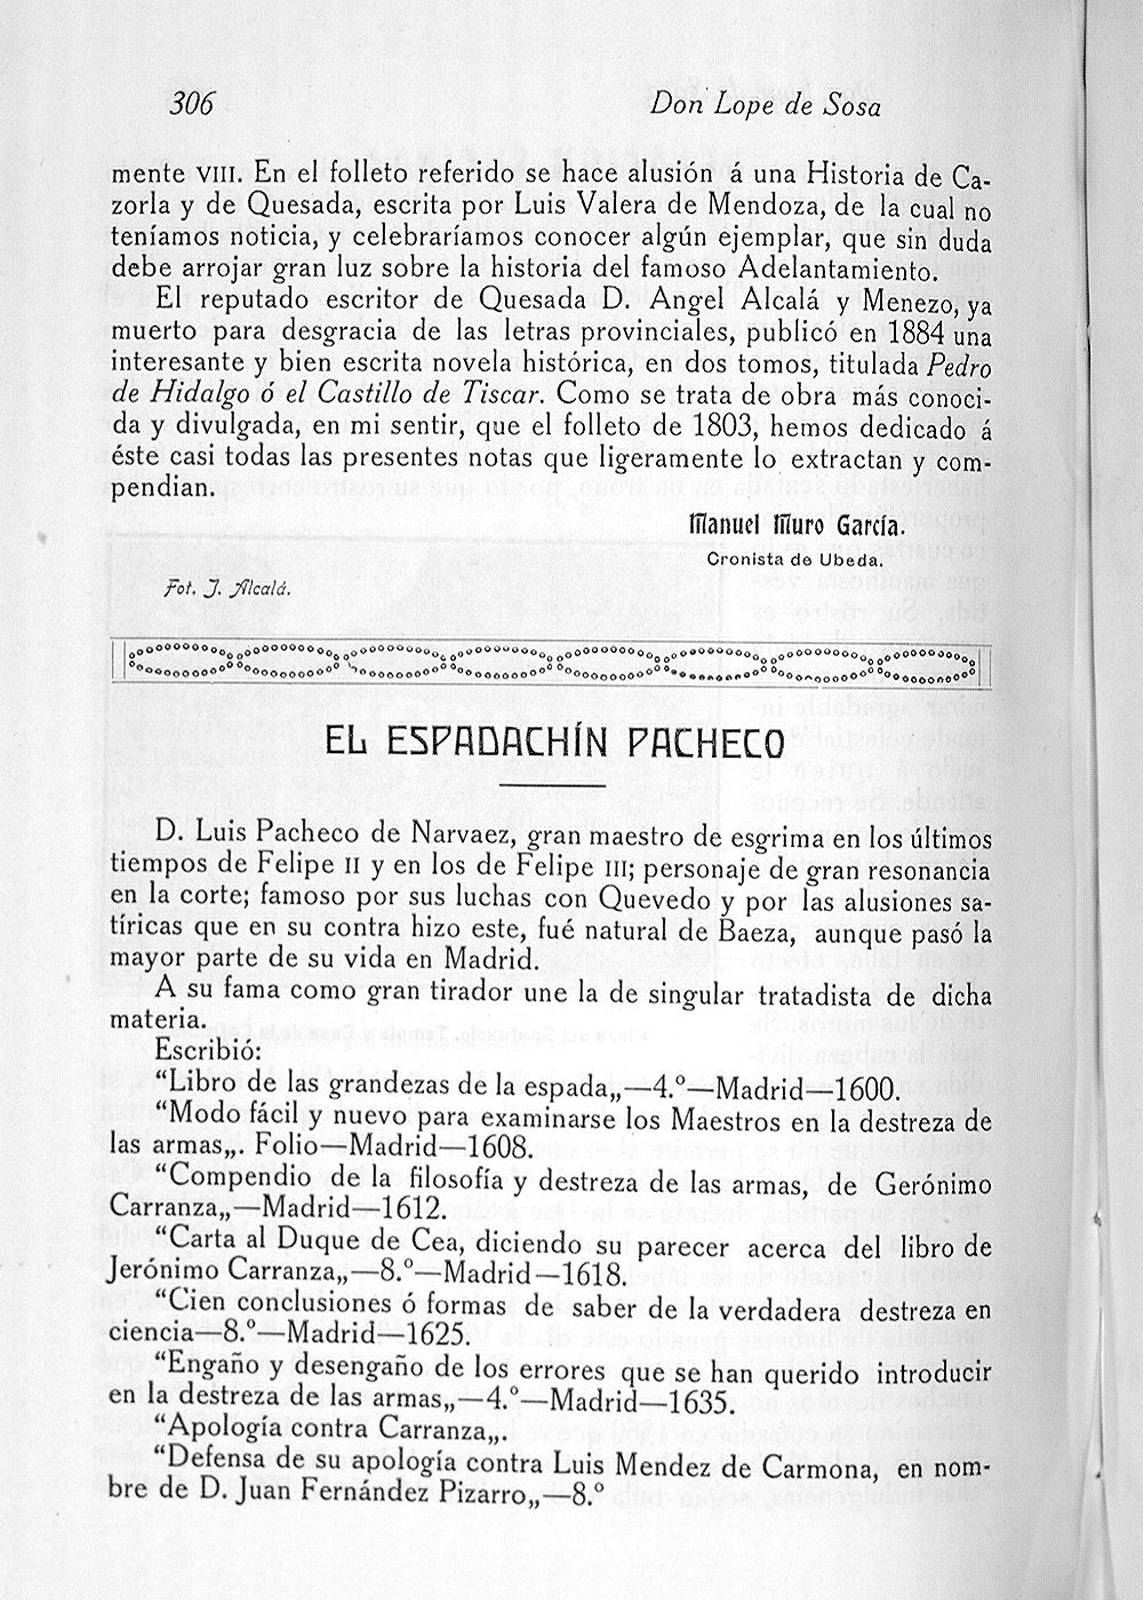 306
Don Lope de Sosa
mente VIII. En el folleto referido se hace alusión á una Historia de Ca-
zorla y de Quesada, escrita por Luis Valera de Mendoza, de la cual no
teníamos noticia, y celebraríamos conocer algún ejemplar, que sin duda
debe arrojar gran luz sobre la historia del famoso Adelantamiento.
El reputado escritor de Quesada D. Angel Alcalá y Menezo, ya
muerto para desgracia de las letras provinciales, publicó en 1884 una
interesante y bien escrita novela histórica, en dos tomos, titulada Pedro
de Hidalgo ó el Castillo de Tiscar. Como se trata de obra más conoci-
da y divulgada, en mi sentir, que el folleto de 1803, hemos dedicado á
éste casi todas las presentes notas que ligeramente lo extractan y com-
pendian.
Manuel Muro García.
Cronista de Ubeda.
Fot. J. Alcalá.
EL ESPADACHÍN PACHECO
D. Luis Pacheco de Narvaez, gran maestro de esgrima en los últimos
tiempos de Felipe II y en los de Felipe III; personaje de gran resonancia
en la corte; famoso por sus luchas con Quevedo y por las alusiones sa-
tíricas que en su contra hizo este, fué natural de Baeza, aunque pasó la
mayor parte de su vida en Madrid.
A su fama como gran tirador une la de singular tratadista de dicha
materia.
Escribió:
“Libro de las grandezas de la espada„—4.º—Madrid—1600.
“Modo fácil y nuevo para examinarse los Maestros en la destreza de
las armas„. Folio—Madrid—1608.
“Compendio de la filosofía y destreza de las armas, de Gerónimo
Carranza„—Madrid—1612.
“Carta al Duque de Cea, diciendo su parecer acerca del libro de
Jerónimo Carranza„—8.º—Madrid—1618.
“Cien conclusiones ó formas de saber de la verdadera destreza en
ciencia—8.º—Madrid—1625.
“Engaño y desengaño de los errores que se han querido introducir
en la destreza de las armas„—4.º—Madrid—1635.
“Apología contra Carranza„.
“Defensa de su apología contra Luis Mendez de Carmona, en nom-
bre de D. Juan Fernández Pizarro„—8.º